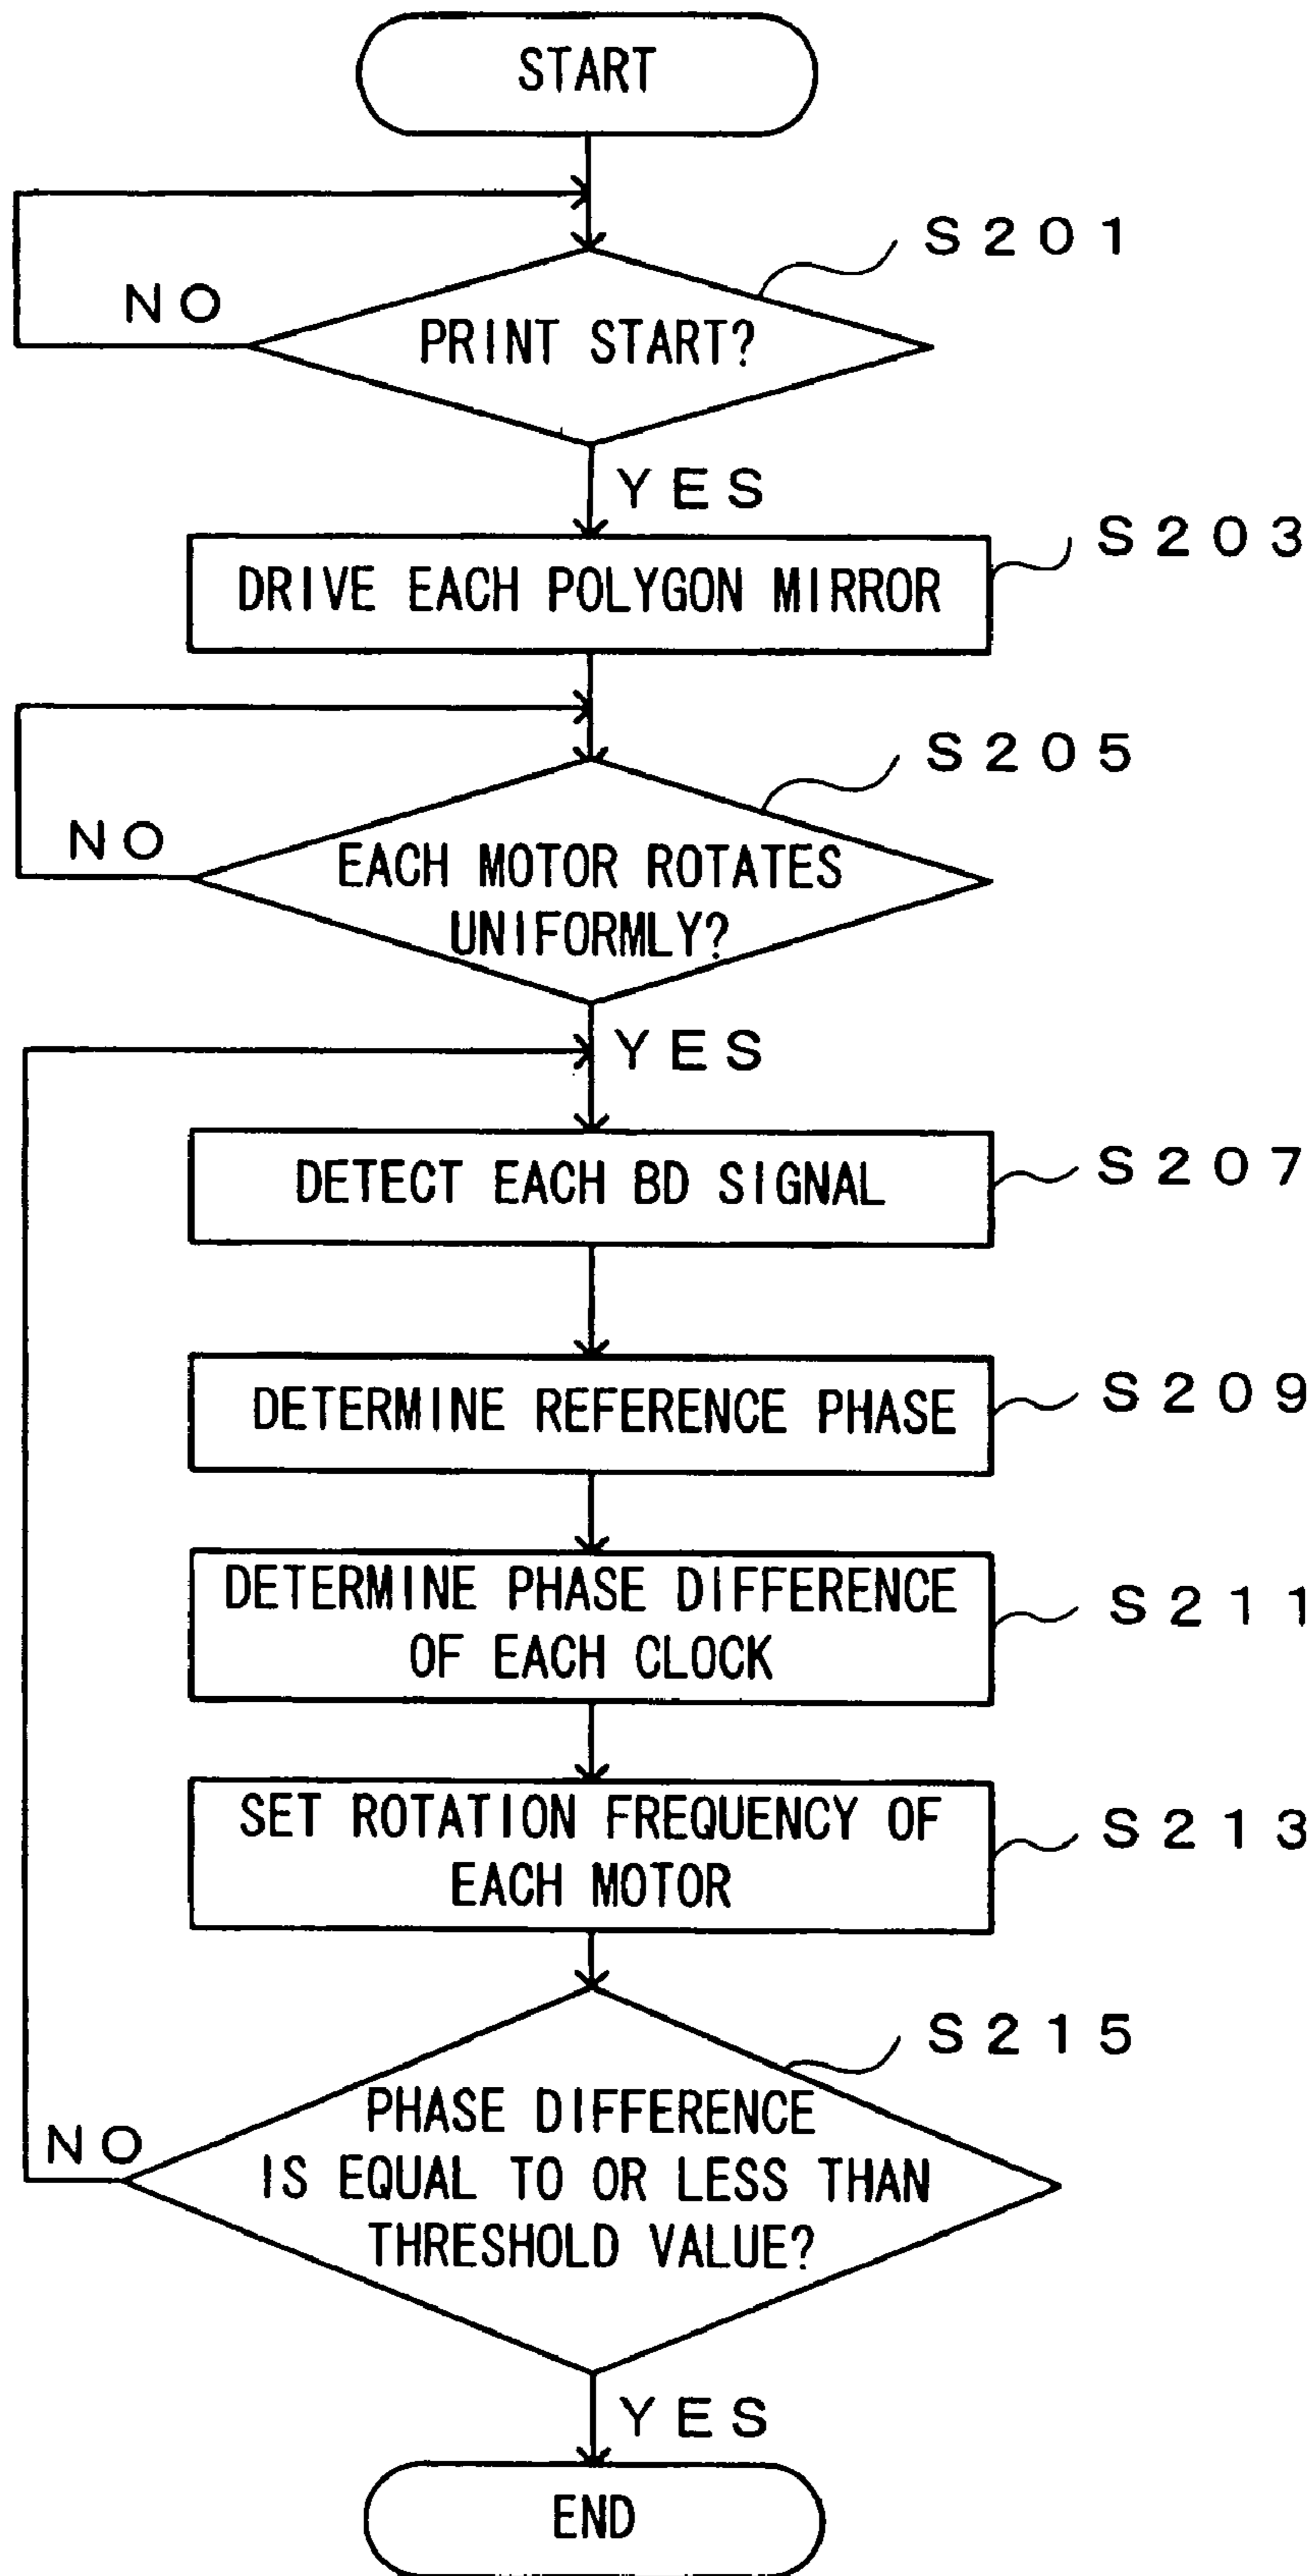 START
S201
NO
PRINT START?
YES
S203
DRIVE EACH POLYGON MIRROR
S205
NO
EACH MOTOR ROTATES
UNIFORMLY?
YES
DETECT EACH BD SIGNAL
S207
DETERMINE REFERENCE PHASE
S209
DETERMINE PHASE DIFFERENCE
OF EACH CLOCK
S211
SET ROTATION FREQUENCY OF
EACH MOTOR
S213
S215
NO
PHASE DIFFERENCE
IS EQUAL TO OR LESS THAN
THRESHOLD VALUE?
YES
END